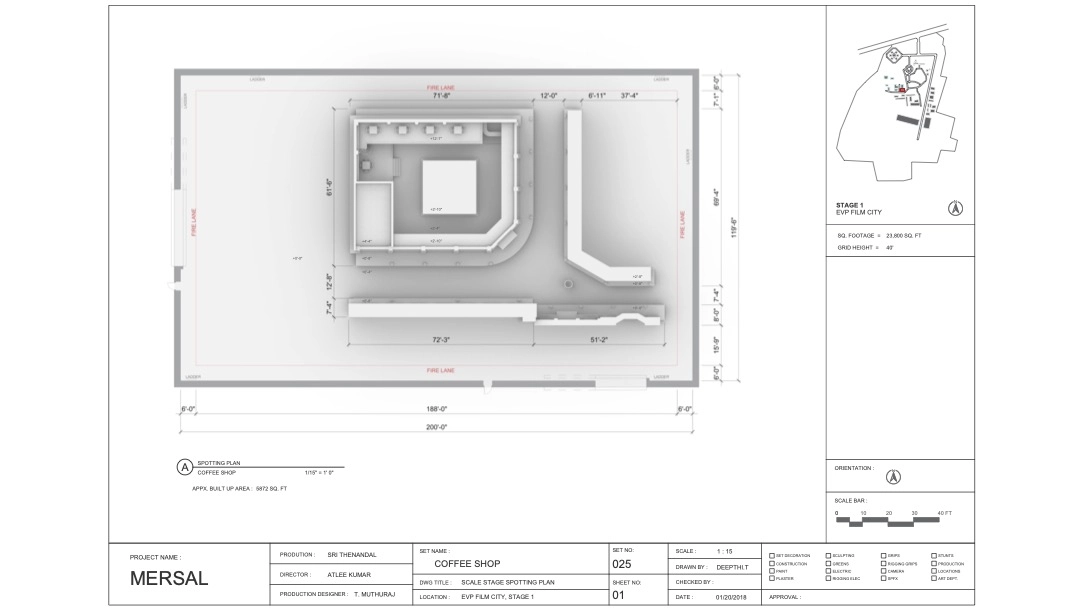 LADDER
LADDER
LADDER
FIRE LANE
71'-8"
12'-0"
6'-11"
37'-4"
6'-0"
7'-1"
LADDER
61'-6"
69'-4"
119'-6"
FIRE LANE
FIRE LANE
12'-8"
7'-4"
7'-4"
8'-0"
15'-9"
6'-0"
72'-3"
51'-2"
FIRE LANE
LADDER
LADDER
6'-0"
188'-0"
6'-0"
200'-0"
A
SPOTTING PLAN
COFFEE SHOP 1/15" = 1' 0"
APPX. BUILT UP AREA : 5872 SQ. FT
STAGE 1
EVP FILM CITY
SQ. FOOTAGE = 23,800 SQ. FT
GRID HEIGHT = 40'
ORIENTATION :
SCALE BAR :
0 10 20 30 40 FT
PROJECT NAME :
MERSAL
PRODUTION : SRI THENANDAL
DIRECTOR : ATLEE KUMAR
PRODUCTION DESIGNER : T. MUTHURAJ
SET NAME :
COFFEE SHOP
DWG TITLE : SCALE STAGE SPOTTING PLAN
LOCATION : EVP FILM CITY, STAGE 1
SET NO:
025
SHEET NO:
01
SCALE : 1 : 15
DRAWN BY : DEEPTHI.T
CHECKED BY :
DATE : 01/20/2018
SET DECORATION SCULPTING GRIPS STUNTS
CONSTRUCTION GREENS RIGGING GRIPS PRODUCTION
PAINT ELECTRIC CAMERA LOCATIONS
PLASTER RIGGING ELEC SPFX ART DEPT.
APPROVAL :